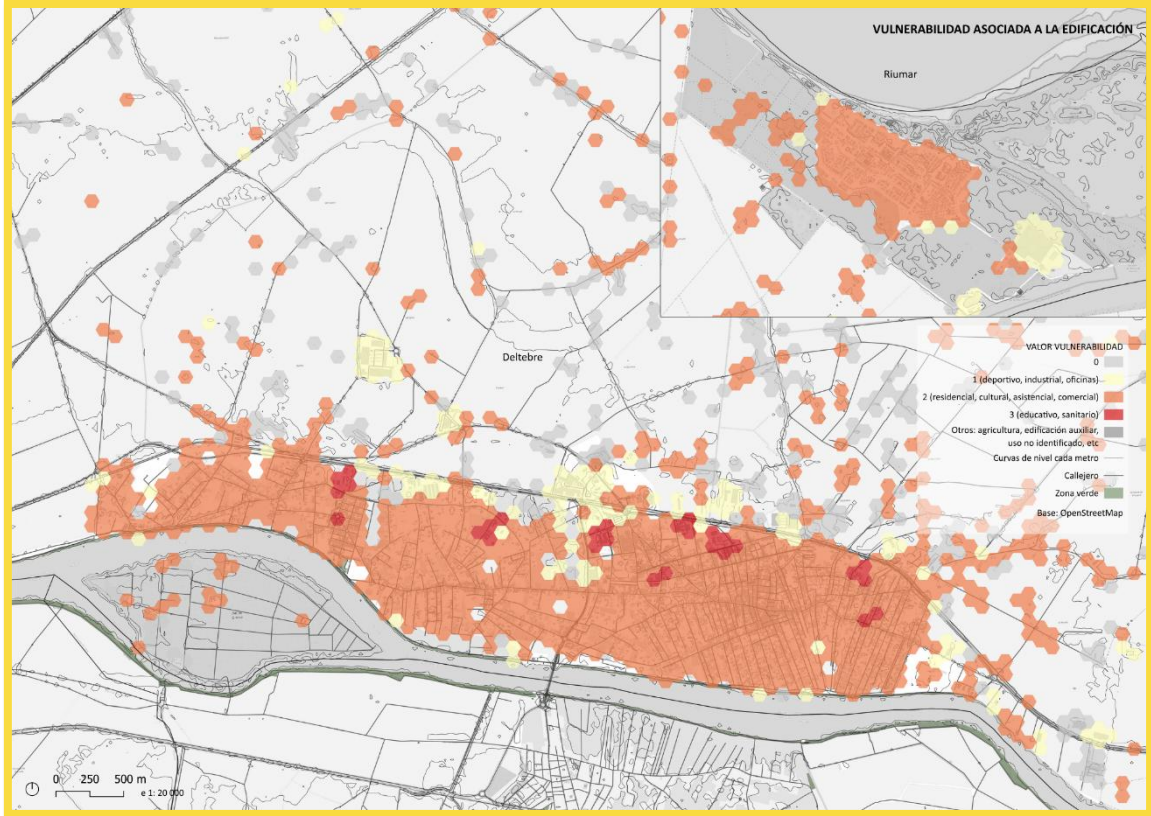 VULNERABILIDAD ASOCIADA A LA EDIFICACIÓN
Riumar
Deltebre
VALOR VULNERABILIDAD
0
1 (deportivo, industrial, oficinas)
2 (residencial, cultural, asistencial, comercial)
3 (educativo, sanitario)
Otros: agricultura, edificación auxiliar,
uso no identificado, etc
Curvas de nivel cada metro
Callejero
Zona verde
Base: OpenStreetMap
0 250 500 m
e 1: 20 000